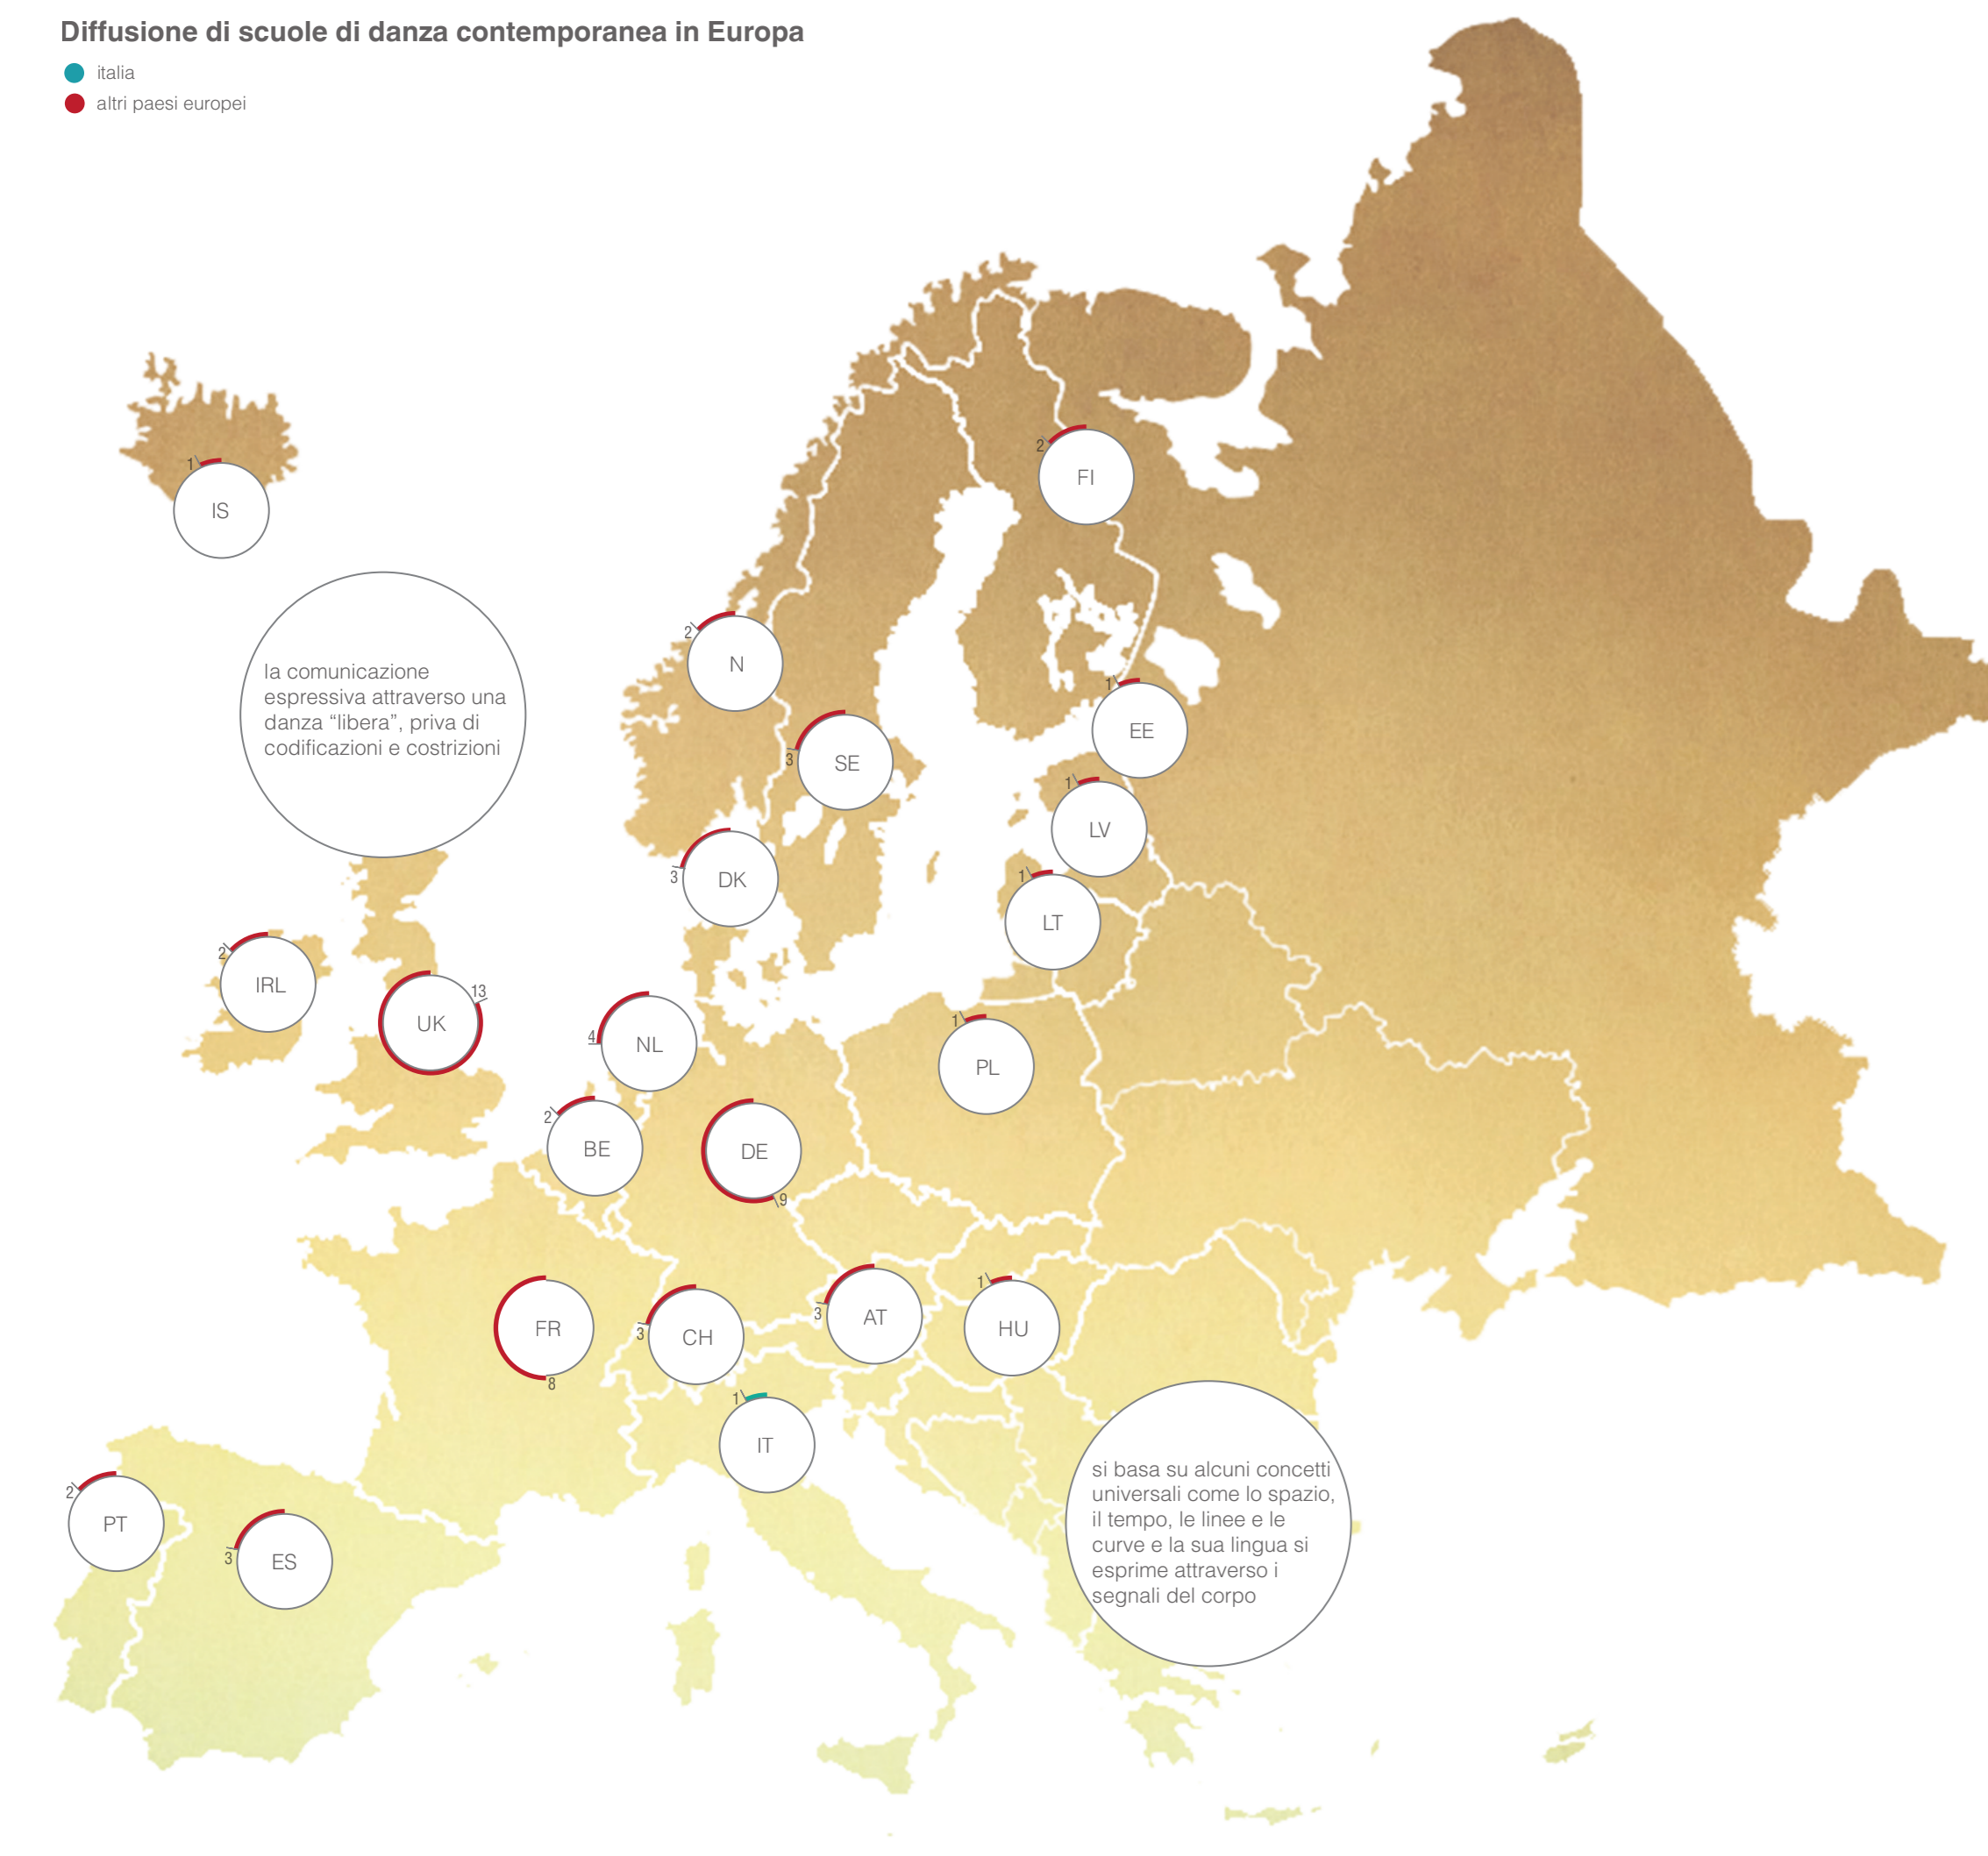 Diffusione di scuole di danza contemporanea in Europa
italia
altri paesi europei
2
FI
1
IS
la comunicazione
espressiva attraverso una
danza “libera”, priva di
codificazioni e costrizioni
2
N
1
EE
3
SE
1
LV
3
DK
1
LT
2
IRL
13
UK
4
NL
1
PL
2
BE
DE
9
FR
8
3
CH
3
AT
1
HU
1
IT
si basa su alcuni concetti
universali come lo spazio,
il tempo, le linee e le
curve e la sua lingua si
esprime attraverso i
segnali del corpo
2
PT
3
ES